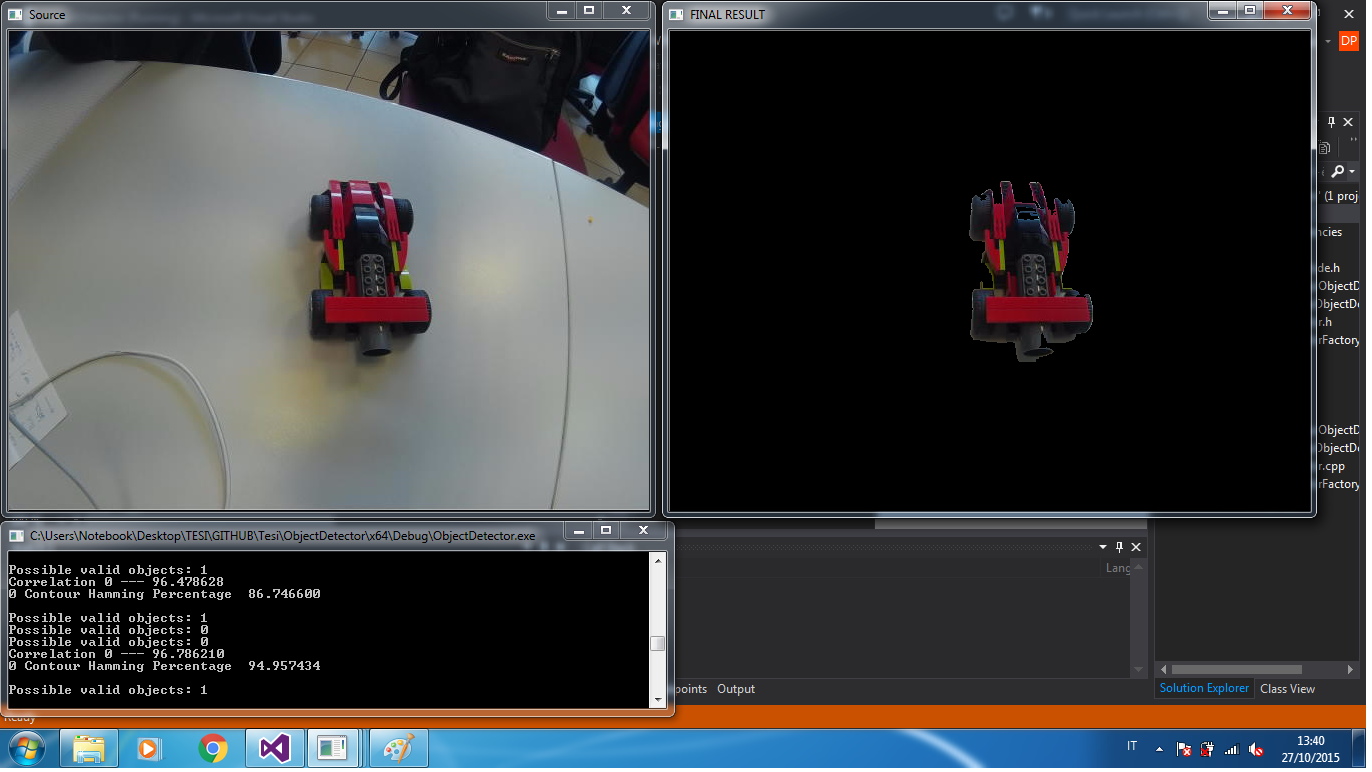 Source
FINAL RESULT
DP
(1 proj
ncies
de.h
ObjectD
ObjectDe
r.h
rFactory
ObjectD
ObjectDe
r.cpp
rFactory
C:\Users\Notebook\Desktop\TESI\GITHUB\Tesi\ObjectDetector\x64\Debug\ObjectDetector.exe
Possible valid objects: 1
Correlation 0 --- 96.478628
0 Contour Hamming Percentage 86.746600
Possible valid objects: 1
Possible valid objects: 0
Possible valid objects: 0
Correlation 0 --- 96.786210
0 Contour Hamming Percentage 94.957434
Possible valid objects: 1
Lang
points Output
Solution Explorer Class View
Ready
IT
13:40
27/10/2015